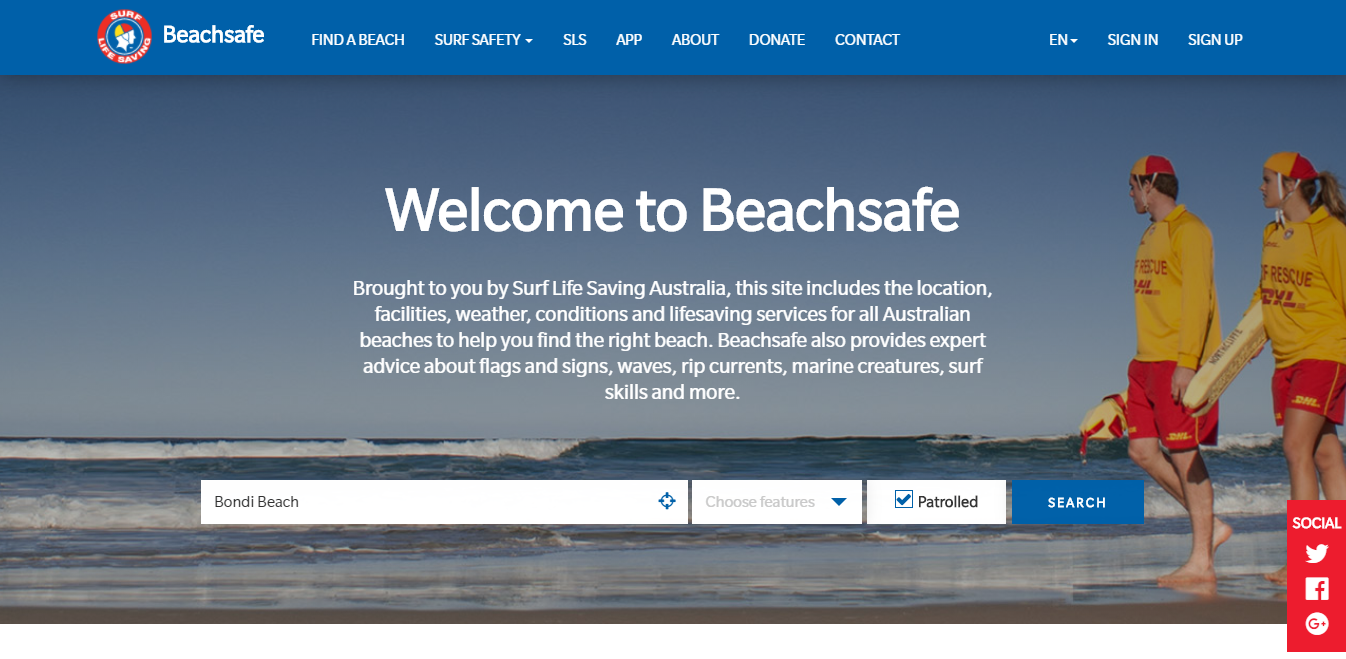 SURF
LIFE SAVING
Beachsafe
FIND A BEACH
SURF SAFETY
SLS
APP
ABOUT
DONATE
CONTACT
EN
SIGN IN
SIGN UP
Welcome to Beachsafe
Brought to you by Surf Life Saving Australia, this site includes the location,
facilities, weather, conditions and lifesaving services for all Australian
beaches to help you find the right beach. Beachsafe also provides expert
advice about flags and signs, waves, rip currents, marine creatures, surf
skills and more.
RESCUE
RESCUE
DHL
DHL
DHL
Bondi Beach
Choose features
Patrolled
SEARCH
SOCIAL
G+